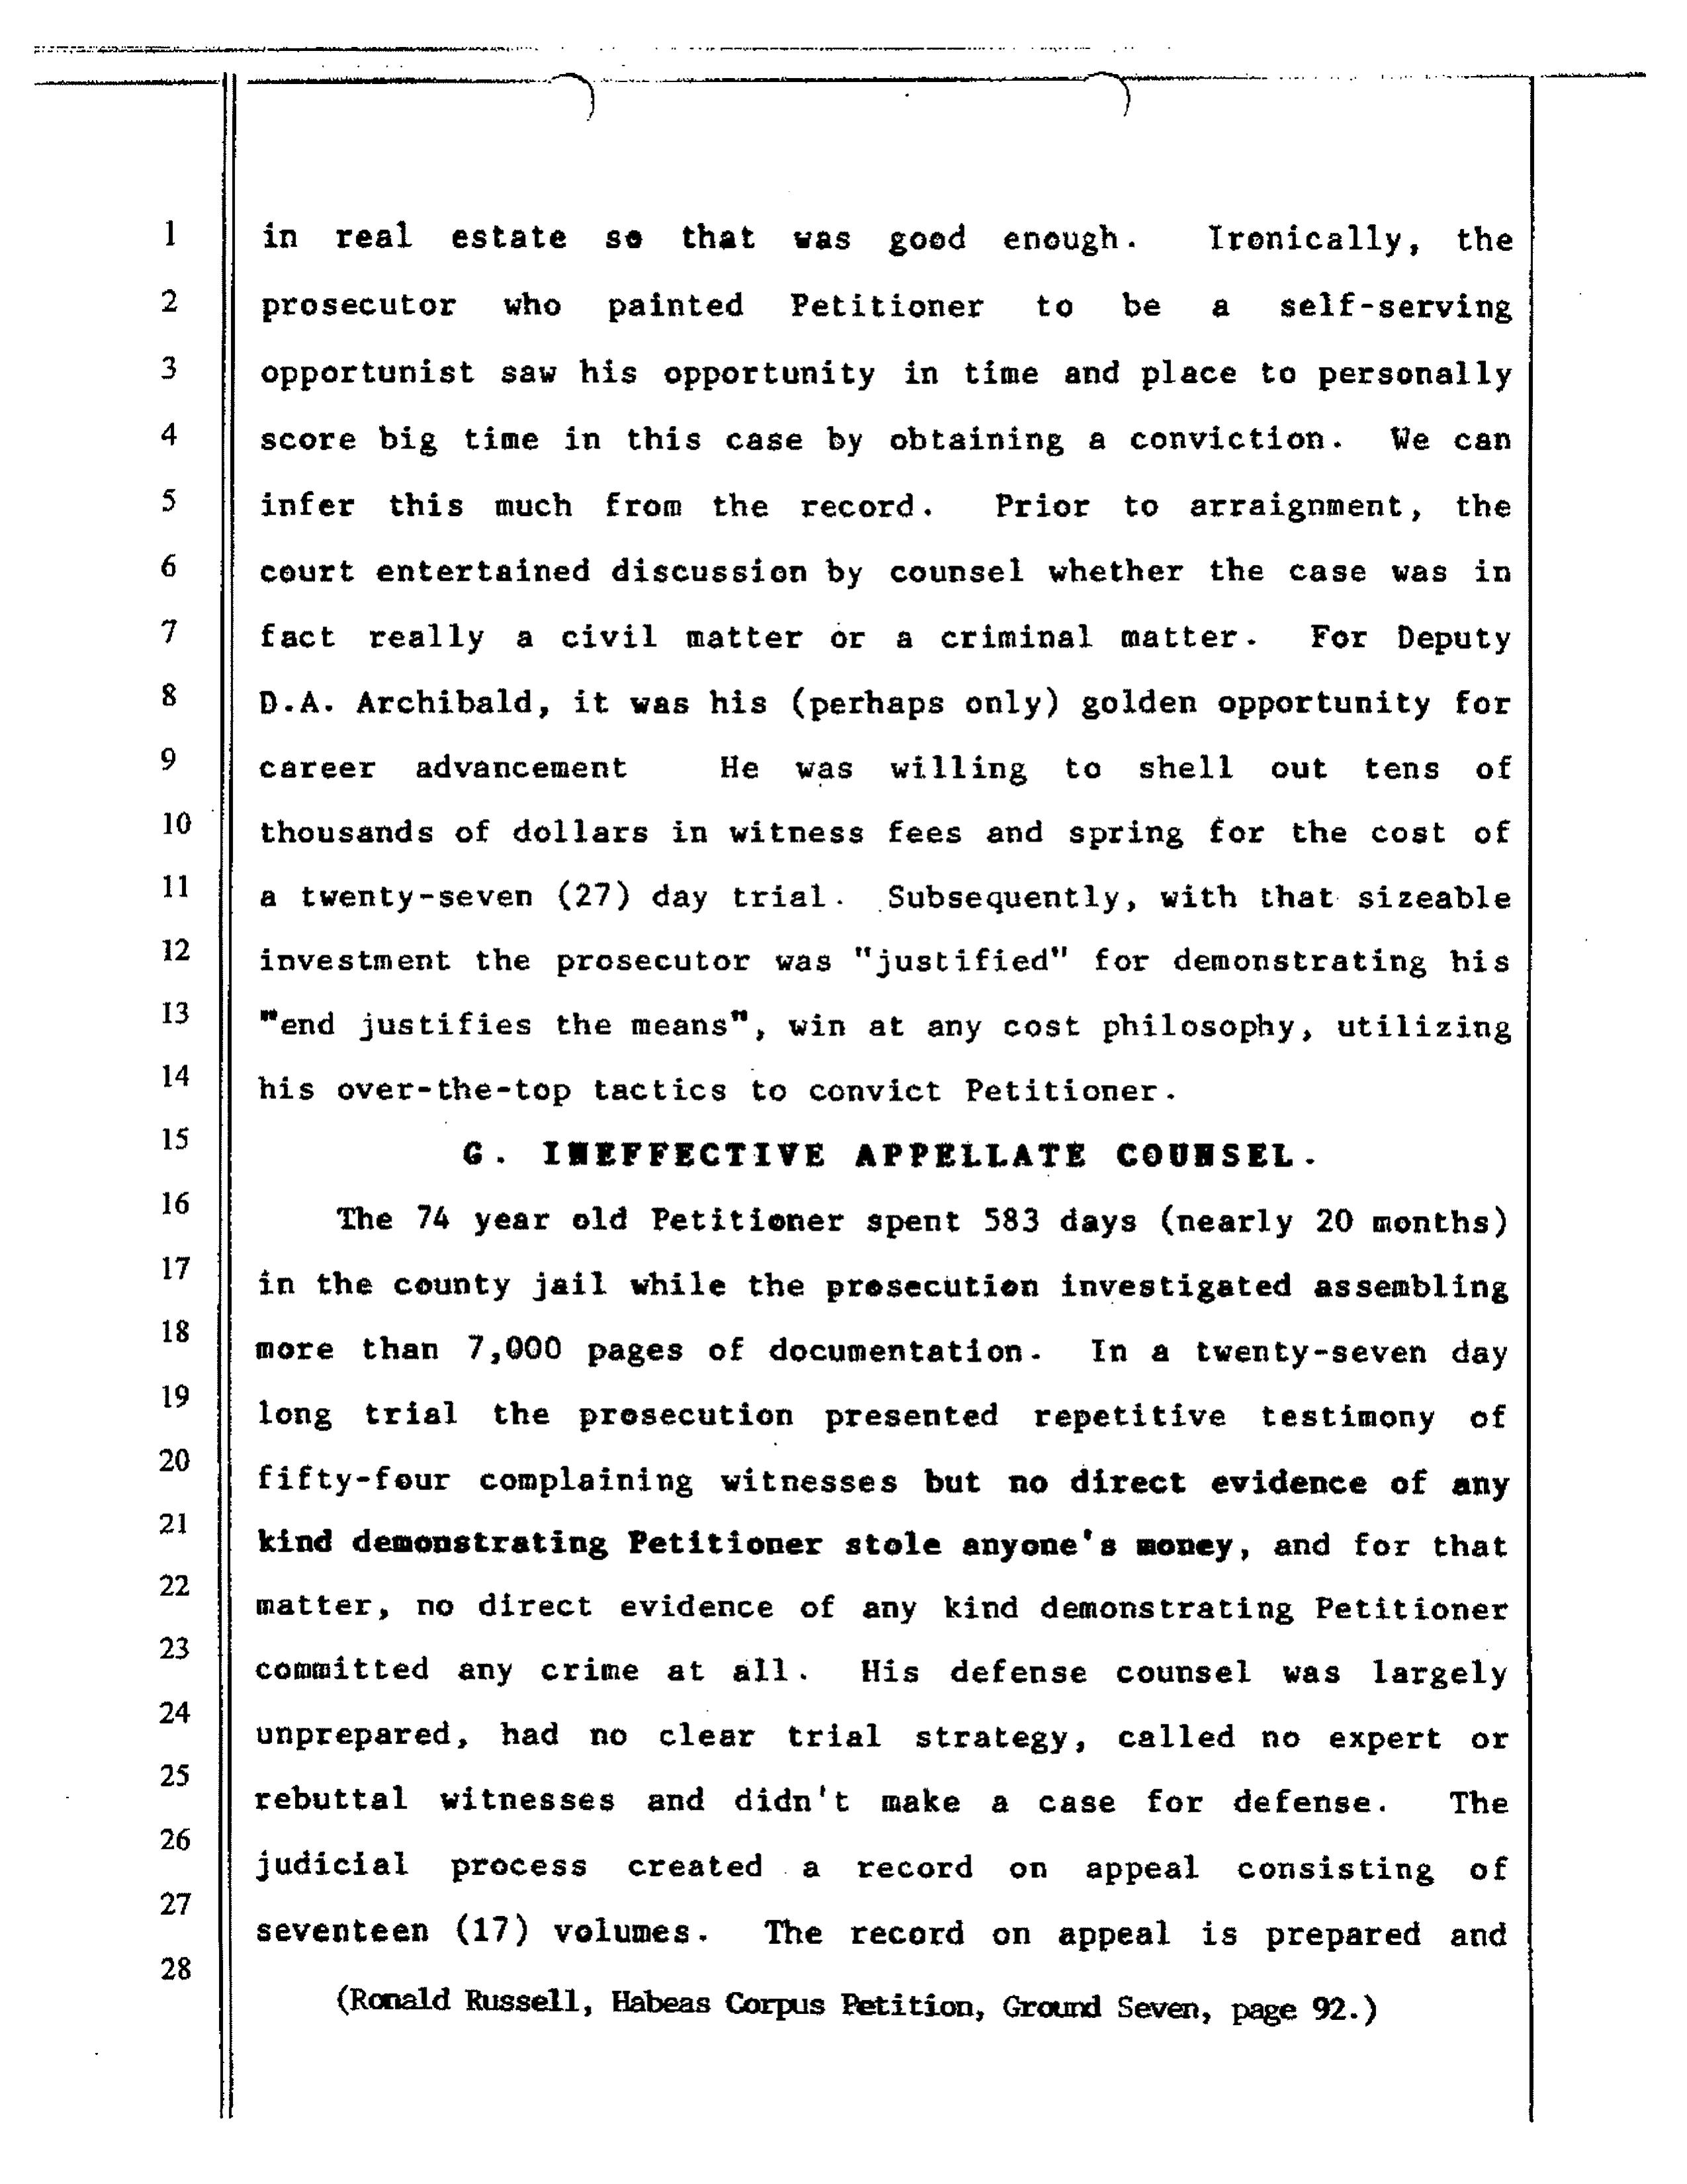 1 in real estate so that was good enough. Ironically, the
2 prosecutor who painted Petitioner to be a self-serving
3 opportunist saw his opportunity in time and place to personally
4 score big time in this case by obtaining a conviction. We can
5 infer this much from the record. Prior to arraignment, the
6 court entertained discussion by counsel whether the case was in
7 fact really a civil matter or a criminal matter. For Deputy
8 D.A. Archibald, it was his (perhaps only) golden opportunity for
9 career advancement He was willing to shell out tens of
10 thousands of dollars in witness fees and spring for the cost of
11 a twenty-seven (27) day trial. Subsequently, with that sizeable
12 investment the prosecutor was "justified" for demonstrating his
13 "end justifies the means", win at any cost philosophy, utilizing
14 his over-the-top tactics to convict Petitioner.
15 G. INEFFECTIVE APPELLATE COUNSEL.
16 The 74 year old Petitioner spent 583 days (nearly 20 months)
17 in the county jail while the prosecution investigated assembling
18 more than 7,000 pages of documentation. In a twenty-seven day
19 long trial the prosecution presented repetitive testimony of
20 fifty-four complaining witnesses but no direct evidence of any
21 kind demonstrating Petitioner stole anyone's money, and for that
22 matter, no direct evidence of any kind demonstrating Petitioner
23 committed any crime at all. His defense counsel was largely
24 unprepared, had no clear trial strategy, called no expert or
25 rebuttal witnesses and didn't make a case for defense. The
26 judicial process created a record on appeal consisting of
27 seventeen (17) volumes. The record on appeal is prepared and
28 (Ronald Russell, Habeas Corpus Petition, Ground Seven, page 92.)